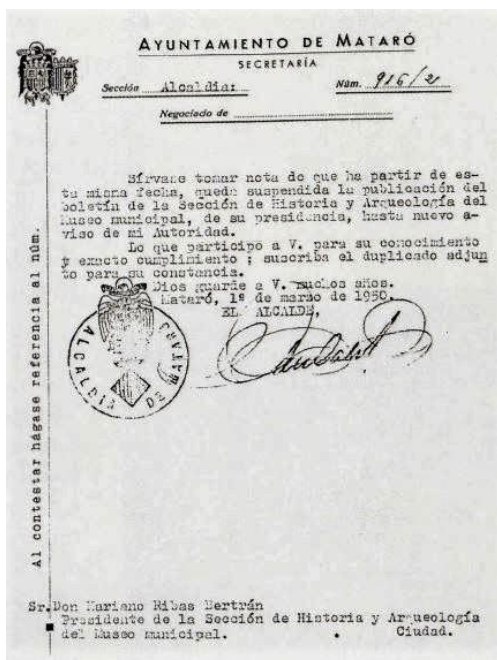 AYUNTAMIENTO DE MATARÓ
SECRETARÍA
Sección Alcaldia:
Núm. 916/2
Negociado de
Sírvase tomar nota de que ha partir de es-
ta misma fecha, queda suspendida la publicación del
boletín de la Sección de Historia y Arqueología del
Museo municipal, de su presidencia, hasta nuevo a-
viso de mi Autoridad.
Lo que participo a V. para su conocimiento
y exacto cumplimiento ; suscriba el duplicado adjun
to para su constancia.
Dios guarde a V. muchos años.
Mataró, 1º de marzo de 1950.
EL ALCALDE,
ALCALDIA DE MATARÓ
Al contestar hágase referencia al núm.
Sr. Don Mariano Ribas Bertrán
Presidente de la Sección de Historia y Arqueología
del Museo municipal. Ciudad.